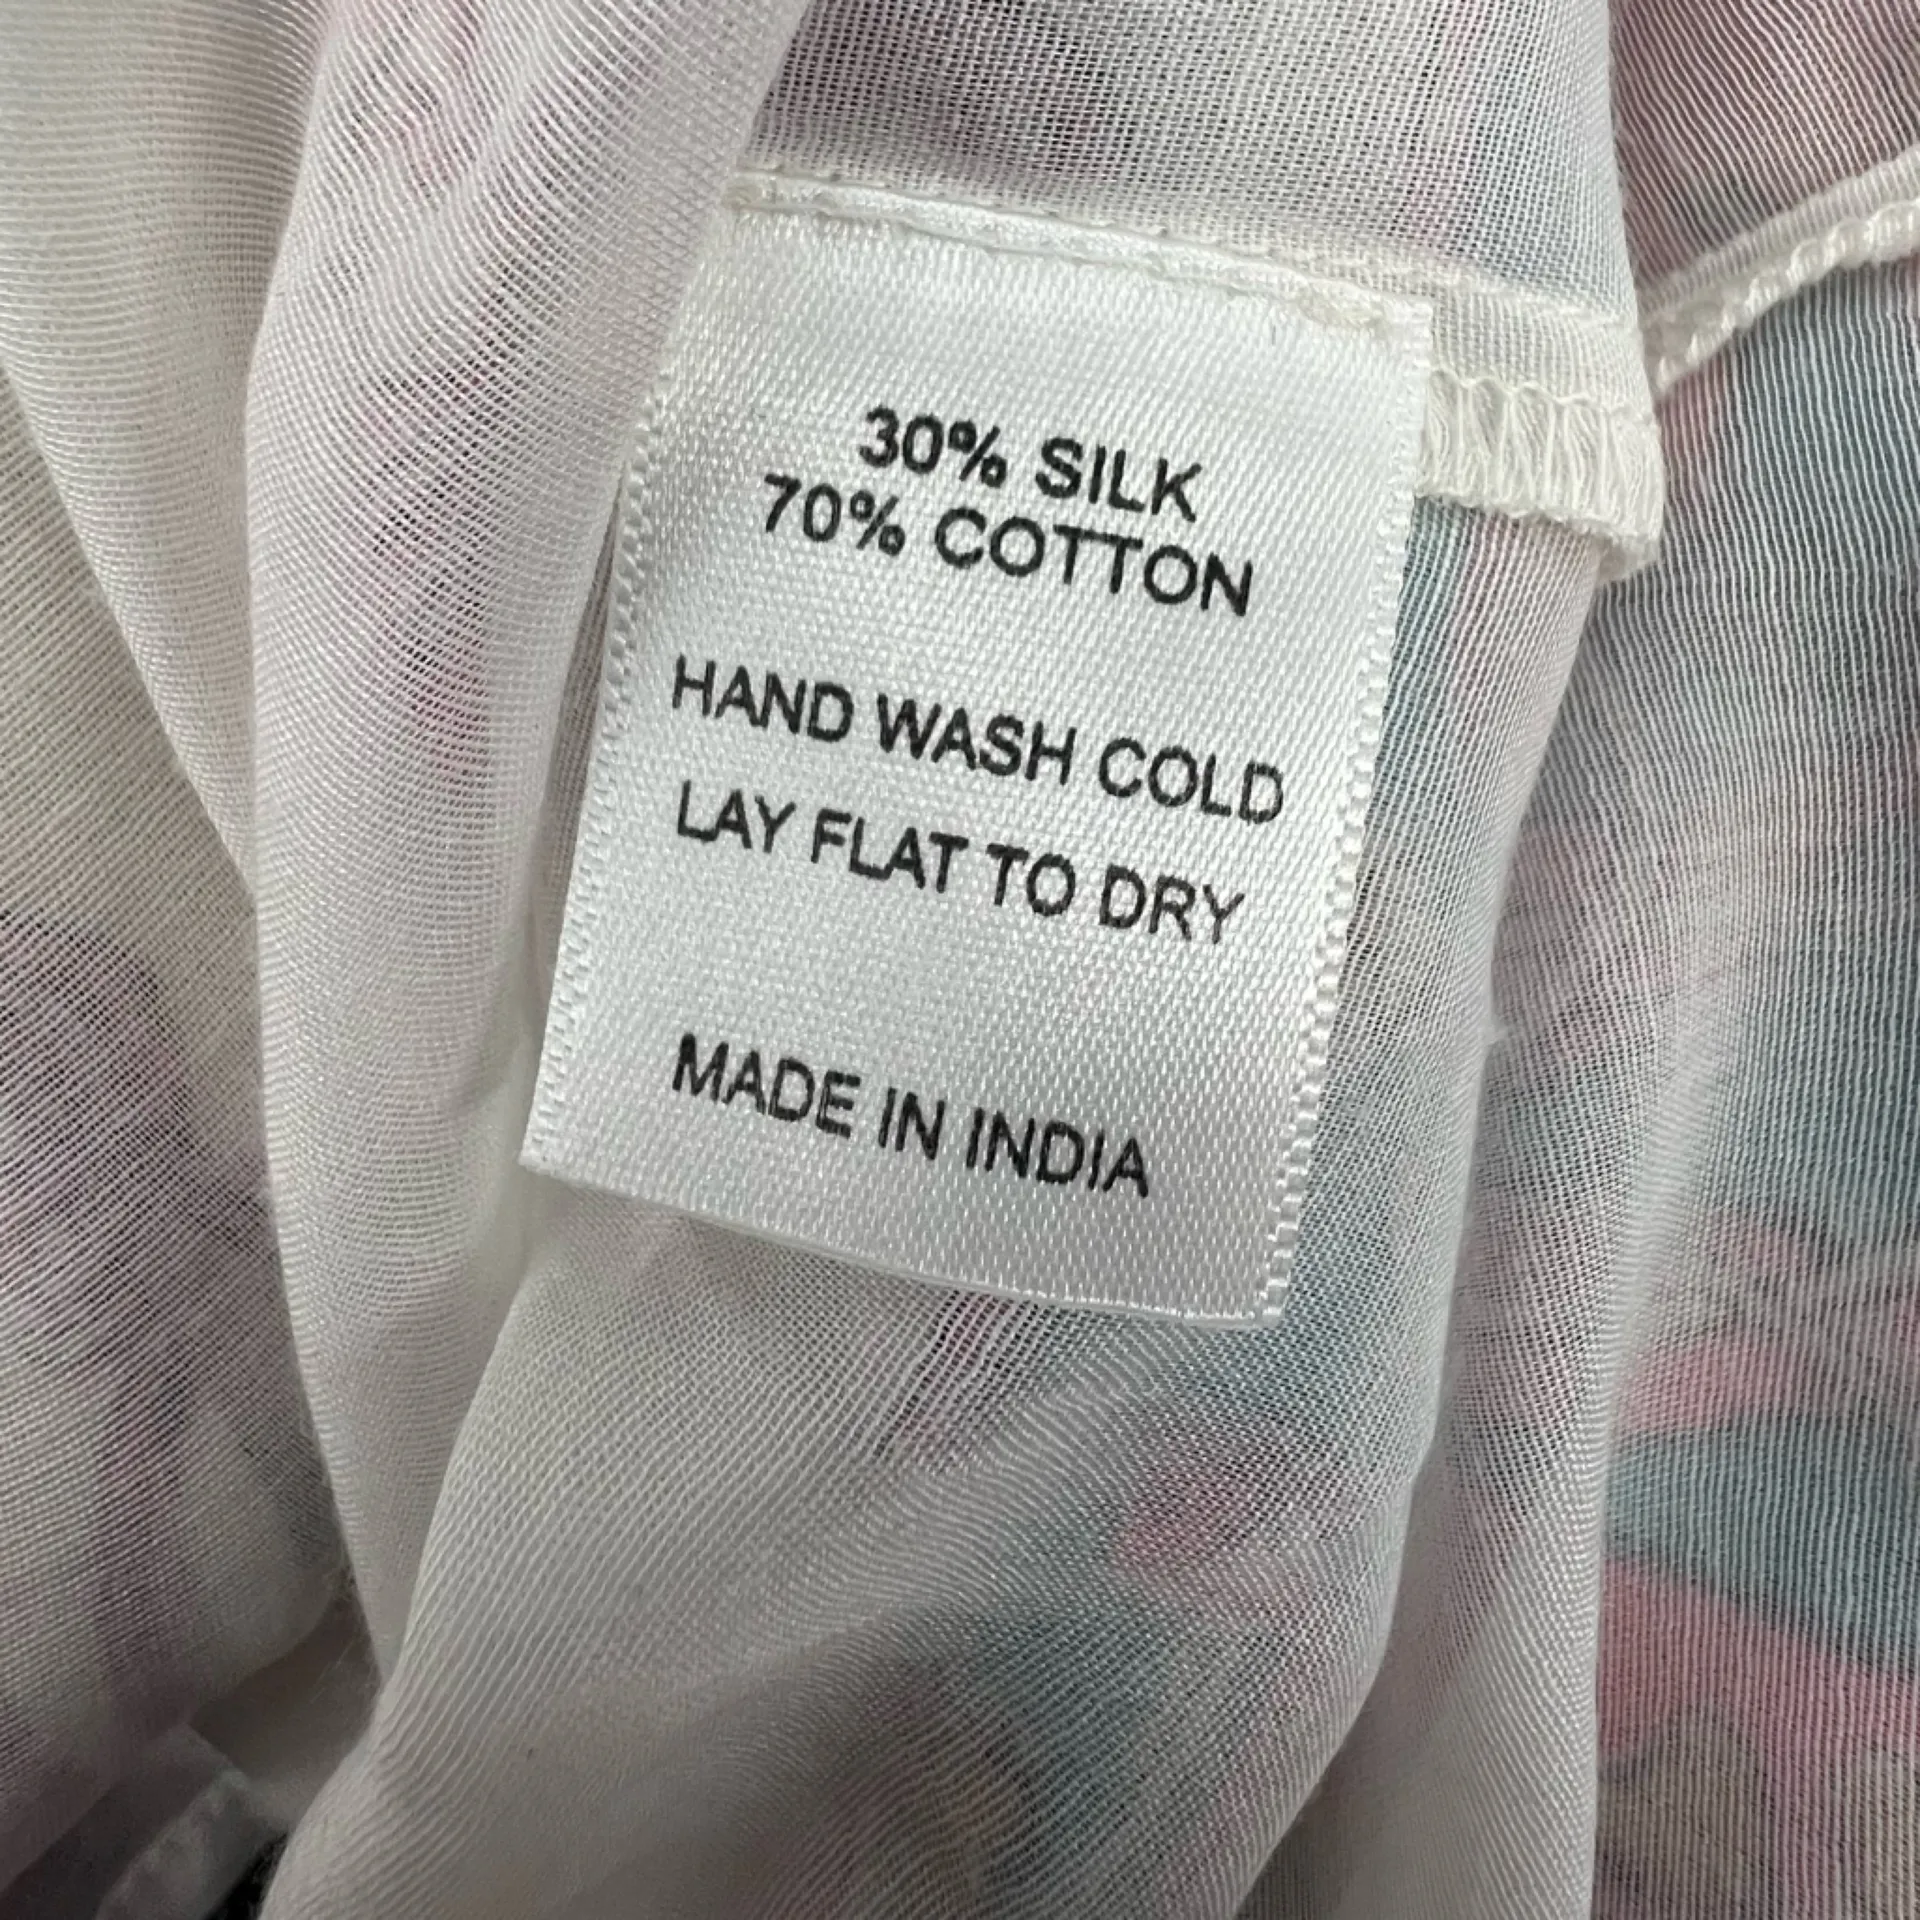 30% SILK
70% COTTON
HAND WASH COLD
LAY FLAT TO DRY
MADE IN INDIA